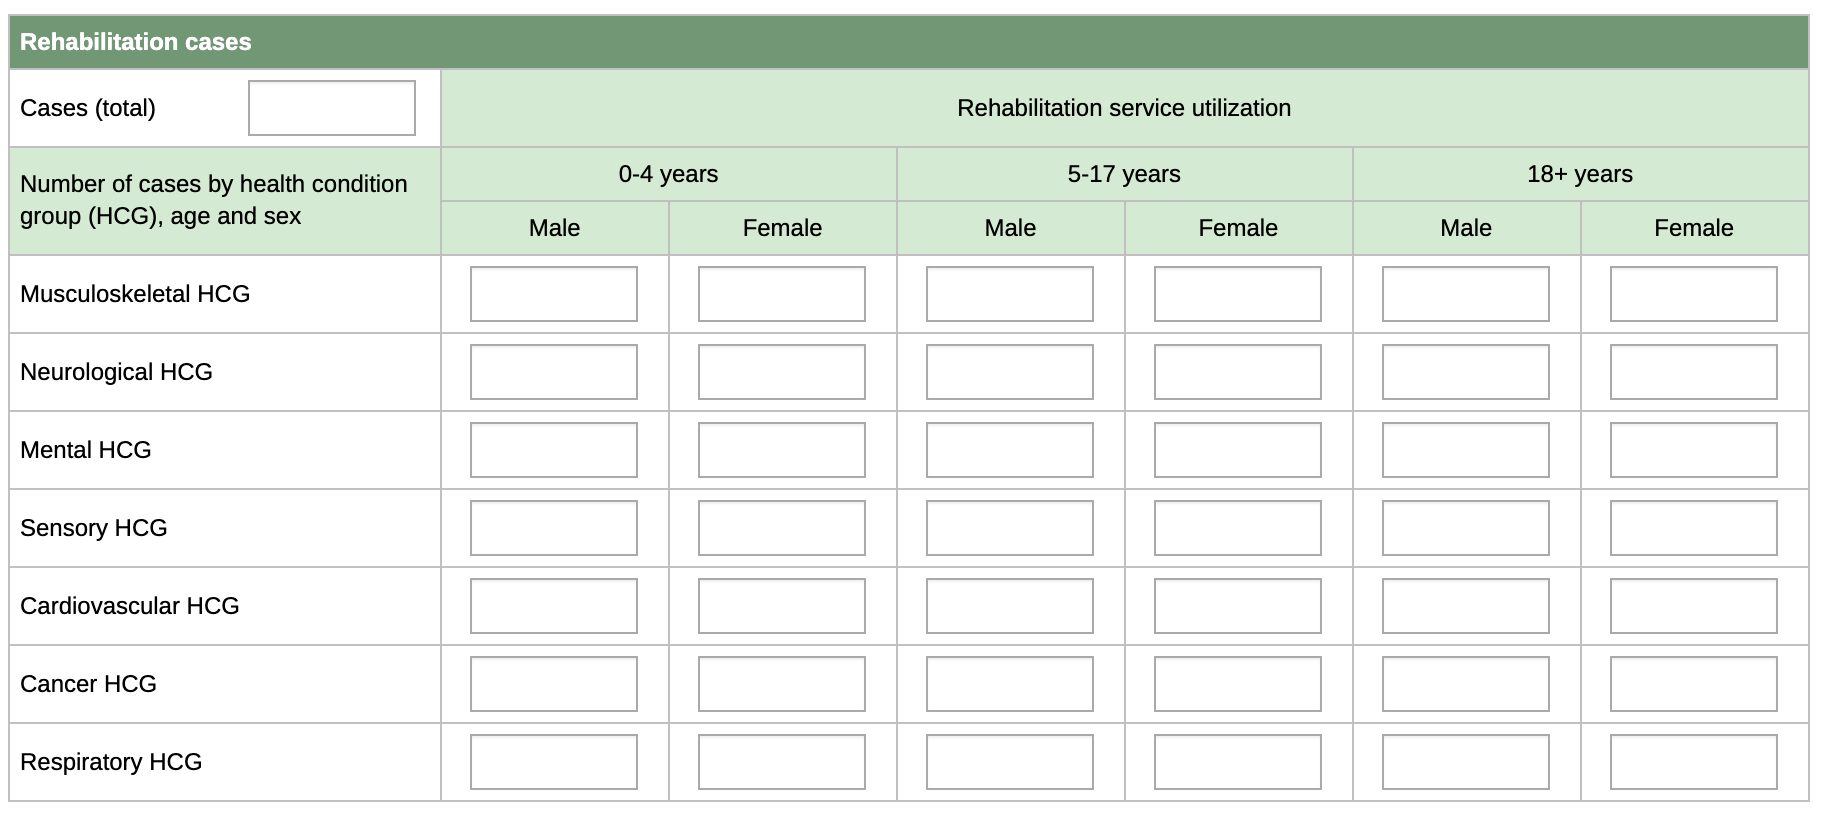 Rehabilitation cases
Cases (total)
Rehabilitation service utilization
Number of cases by health condition
group (HCG), age and sex
0-4 years
5-17 years
18+ years
Male
Female
Male
Female
Male
Female
Musculoskeletal HCG
Neurological HCG
Mental HCG
Sensory HCG
Cardiovascular HCG
Cancer HCG
Respiratory HCG